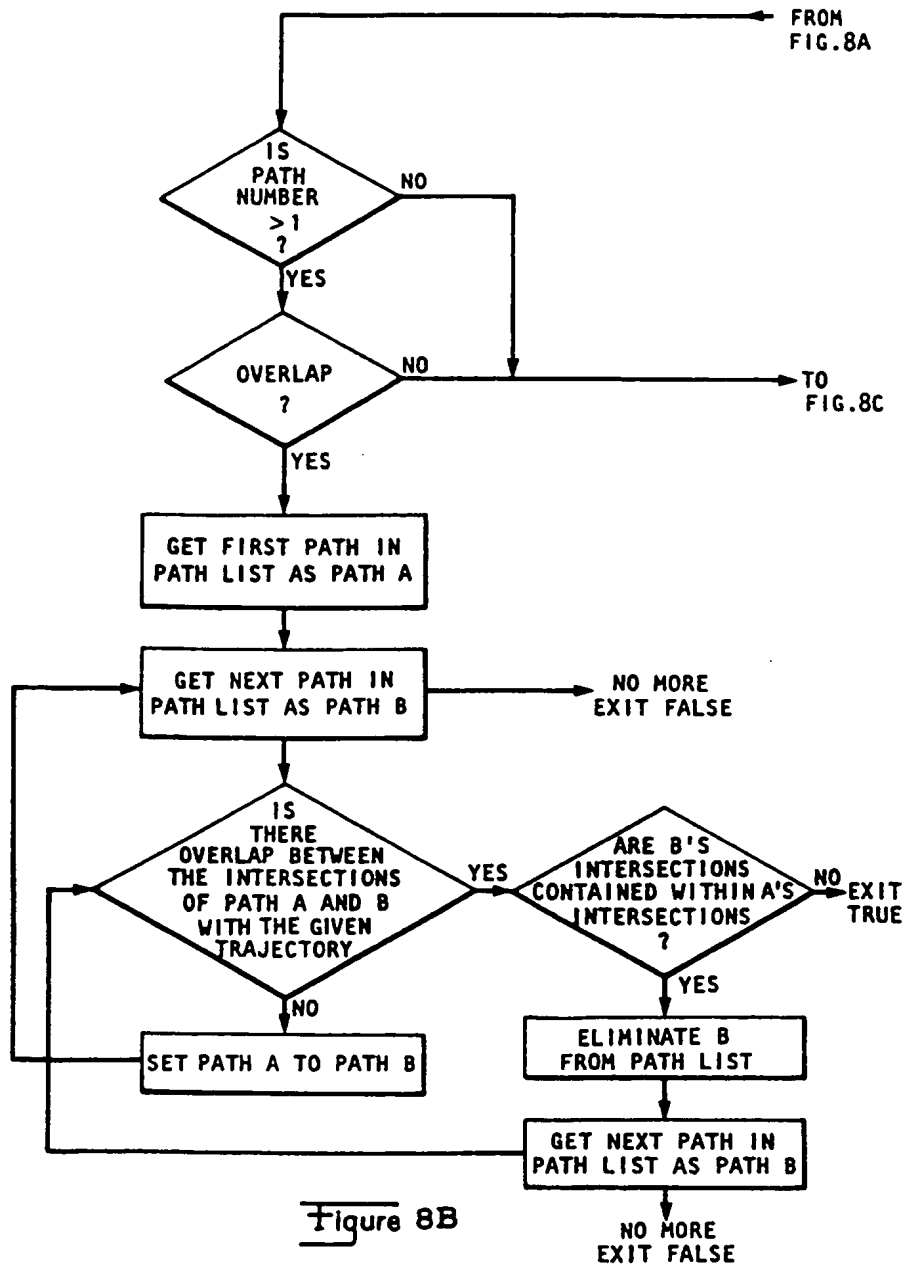 FROM
FIG.8A
IS
PATH
NUMBER
>1
?
NO
YES
OVERLAP
?
NO
TO
FIG.8C
YES
GET FIRST PATH IN
PATH LIST AS PATH A
GET NEXT PATH IN
PATH LIST AS PATH B
NO MORE
EXIT FALSE
IS
THERE
OVERLAP BETWEEN
THE INTERSECTIONS
OF PATH A AND B
WITH THE GIVEN
TRAJECTORY
YES
ARE B'S
INTERSECTIONS
CONTAINED WITHIN A'S
INTERSECTIONS
?
NO
EXIT
TRUE
NO
YES
SET PATH A TO PATH B
ELIMINATE B
FROM PATH LIST
GET NEXT PATH IN
PATH LIST AS PATH B
NO MORE
EXIT FALSE
Figure 8B